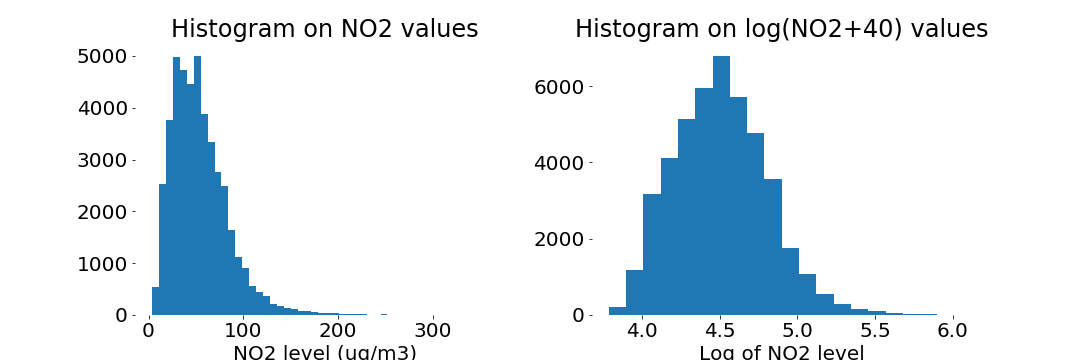 Histogram on NO2 values
5000
4000
3000
2000
1000
0
0 100 200 300
NO2 level (ug/m3)
Histogram on log(NO2+40) values
6000
4000
2000
0
4.0 4.5 5.0 5.5 6.0
Log of NO2 level